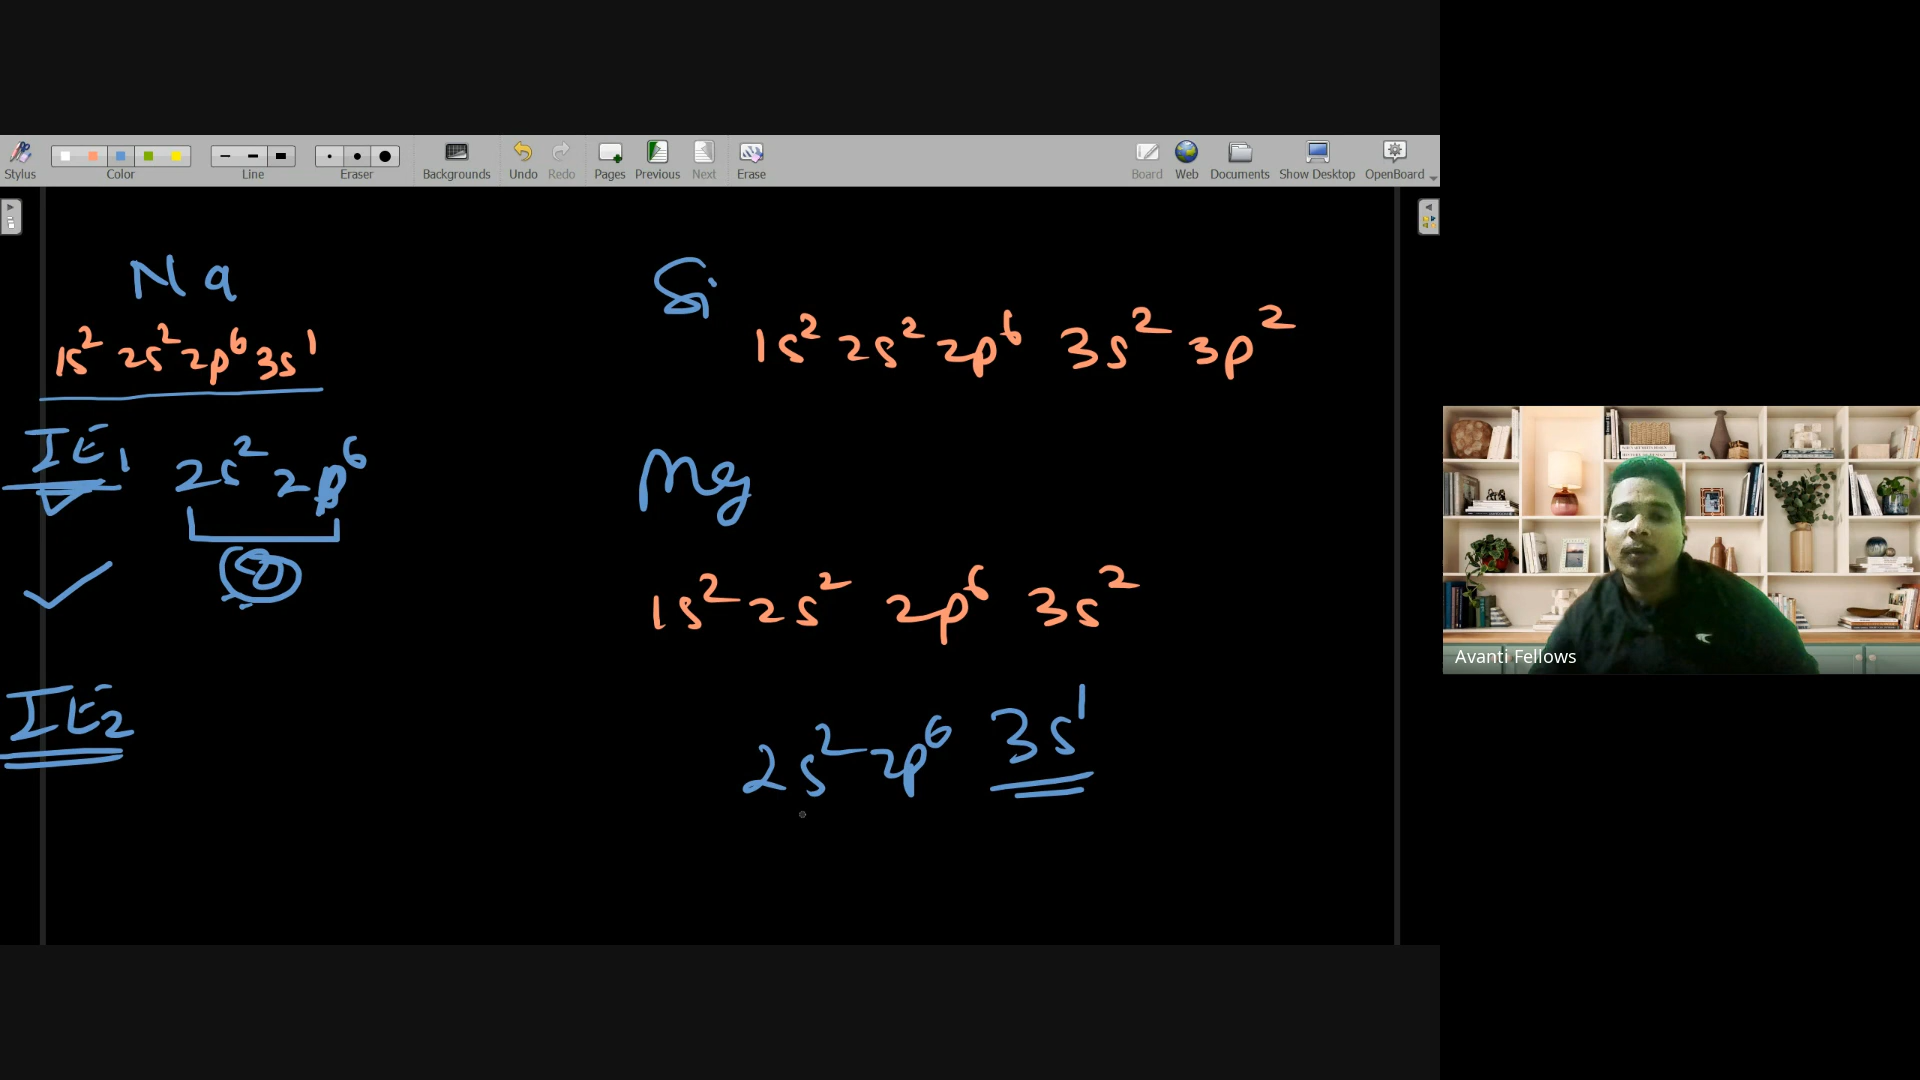 Stylus Color Line Eraser Backgrounds Undo Redo Pages Previous Next Erase Board Web Documents Show Desktop OpenBoard
Na
1s² 2s² 2p⁶ 3s¹
IE₁ 2s² 2p⁶
8
IE₂
Si
1s² 2s² 2p⁶ 3s² 3p²
Mg
1s² 2s² 2p⁶ 3s²
2s² 2p⁶ 3s¹
Avanti Fellows